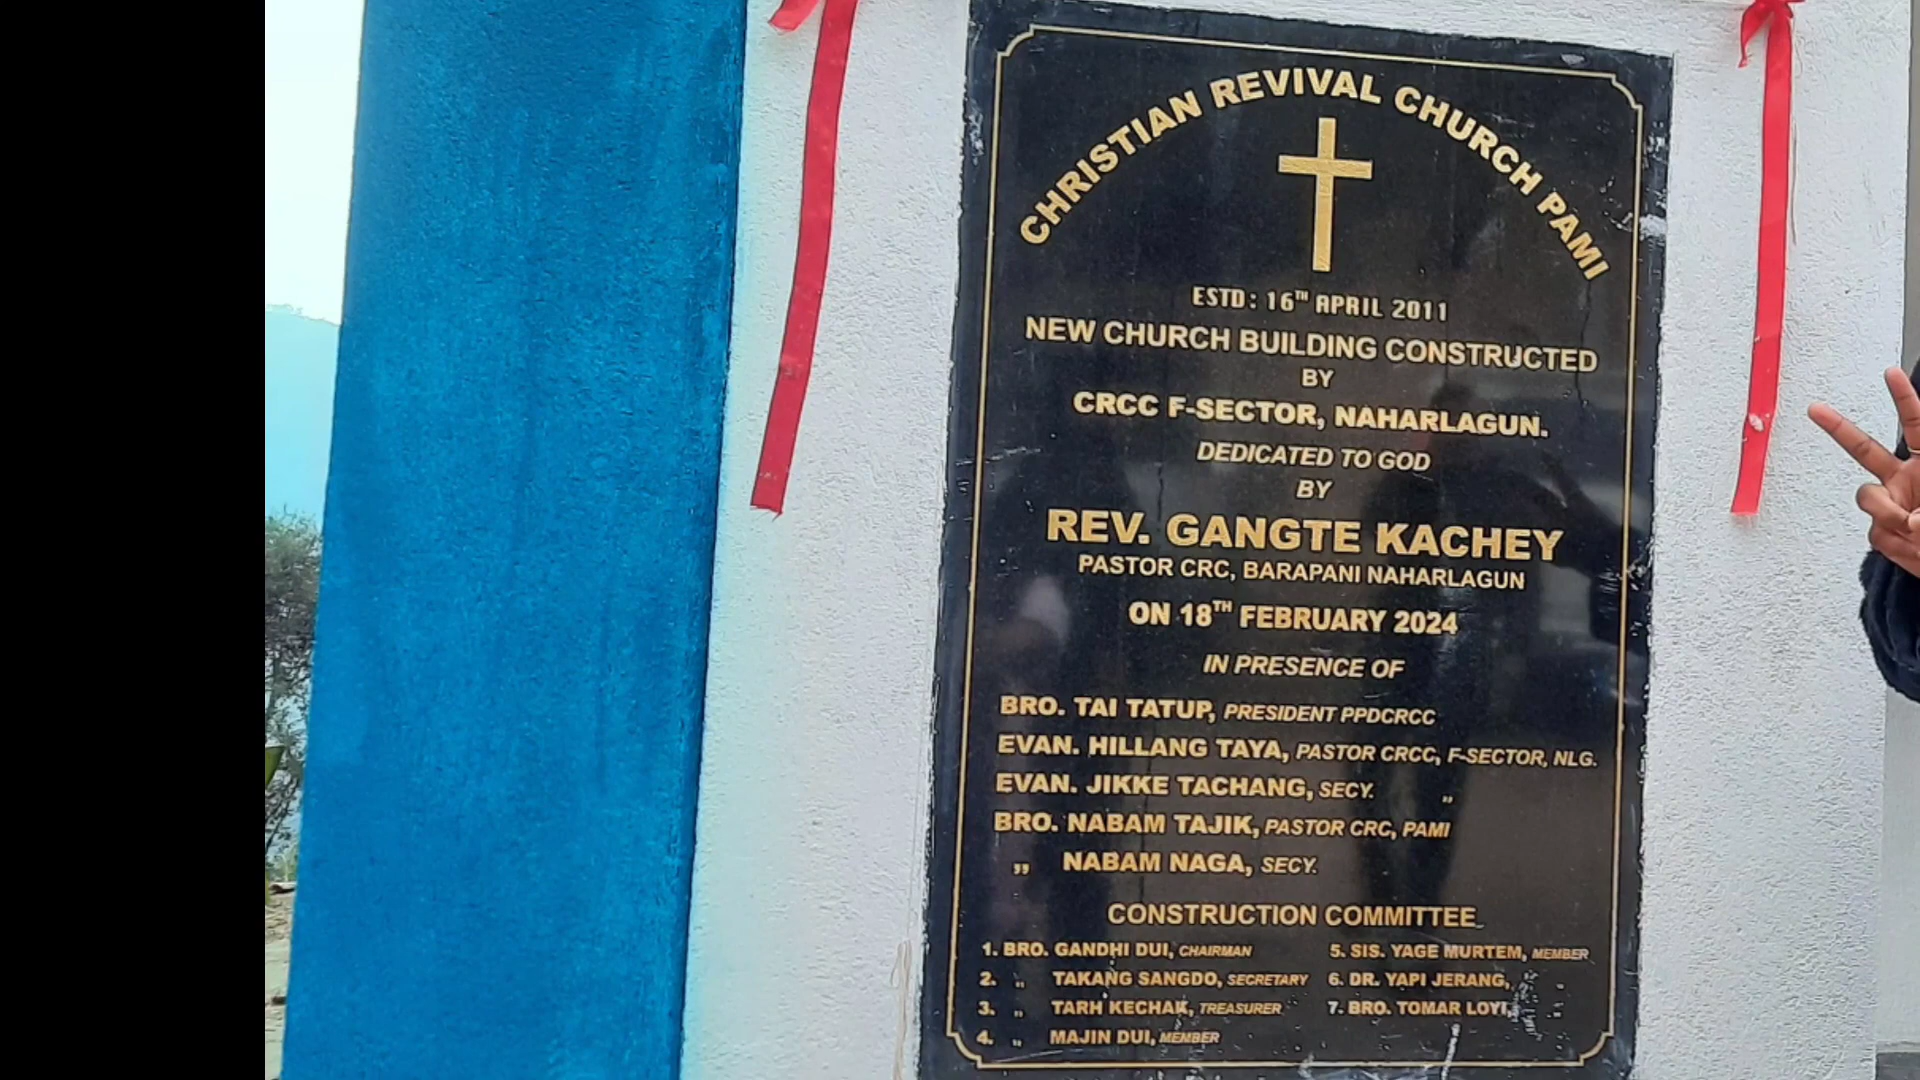 CHRISTIAN REVIVAL CHURCH PAMI
ESTD: 16TH APRIL 2011
NEW CHURCH BUILDING CONSTRUCTED
BY
CRCC F-SECTOR, NAHARLAGUN.
DEDICATED TO GOD
BY
REV. GANGTE KACHEY
PASTOR CRC, BARAPANI NAHARLAGUN
ON 18TH FEBRUARY 2024
IN PRESENCE OF
BRO. TAI TATUP, PRESIDENT PPDCRCC
EVAN. HILLANG TAYA, PASTOR CRCC, F-SECTOR, NLG.
EVAN. JIKKE TACHANG, SECY. „
BRO. NABAM TAJIK, PASTOR CRC, PAMI
„ NABAM NAGA, SECY.
CONSTRUCTION COMMITTEE
1. BRO. GANDHI DUI, CHAIRMAN
2. „ TAKANG SANGDO, SECRETARY
3. „ TARH KECHAK, TREASURER
4. „ MAJIN DUI, MEMBER
5. SIS. YAGE MURTEM, MEMBER
6. DR. YAPI JERANG, „
7. BRO. TOMAR LOYI, „